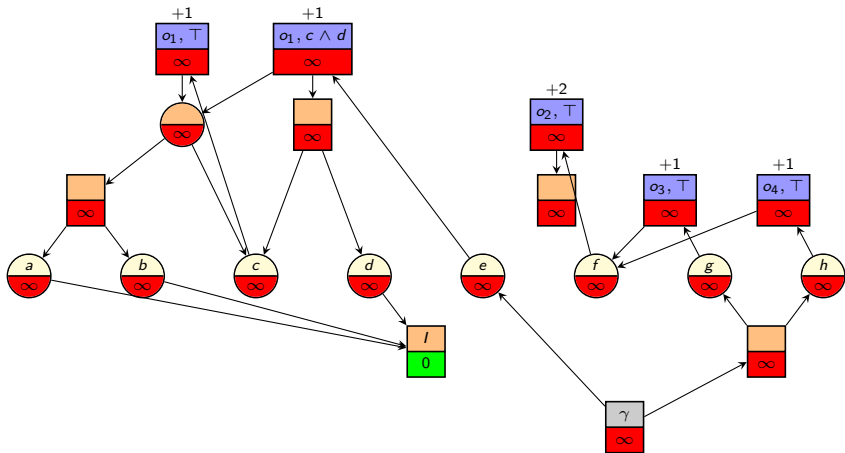 +1 +1
o₁, ⊤ o₁, c ∧ d
∞ ∞
+2
o₂, ⊤
∞ ∞ ∞
+1 +1
o₃, ⊤ o₄, ⊤
∞ ∞ ∞ ∞
a b c d e f g h
∞ ∞ ∞ ∞ ∞ ∞ ∞ ∞
I
0 ∞
γ
∞